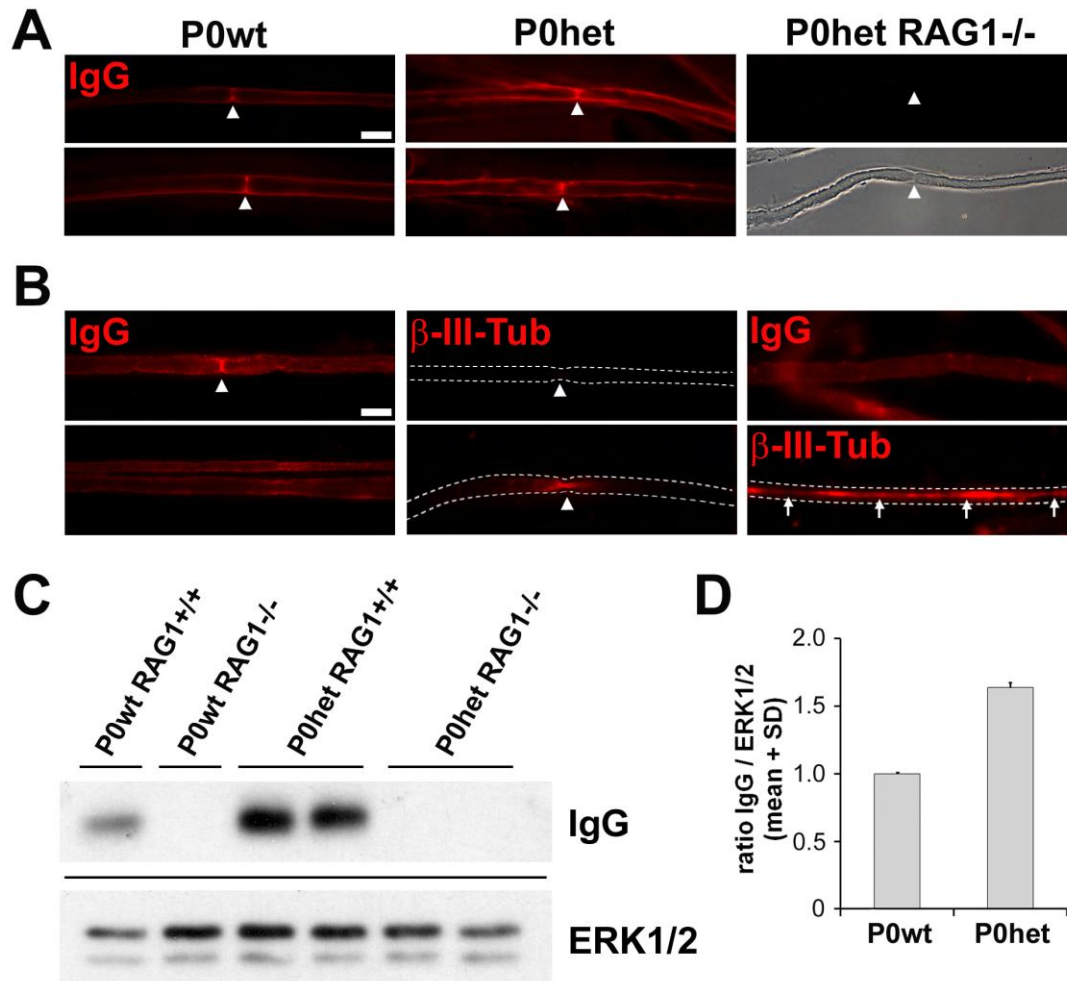 A
P0wt
P0het
P0het RAG1-/-
IgG
B
IgG
β-III-Tub
IgG
β-III-Tub
C
P0wt RAG1+/+
P0wt RAG1-/-
P0het RAG1+/+
P0het RAG1-/-
IgG
ERK1/2
D
ratio IgG / ERK1/2
(mean + SD)
2.0
1.5
1.0
0.5
0
P0wt
P0het